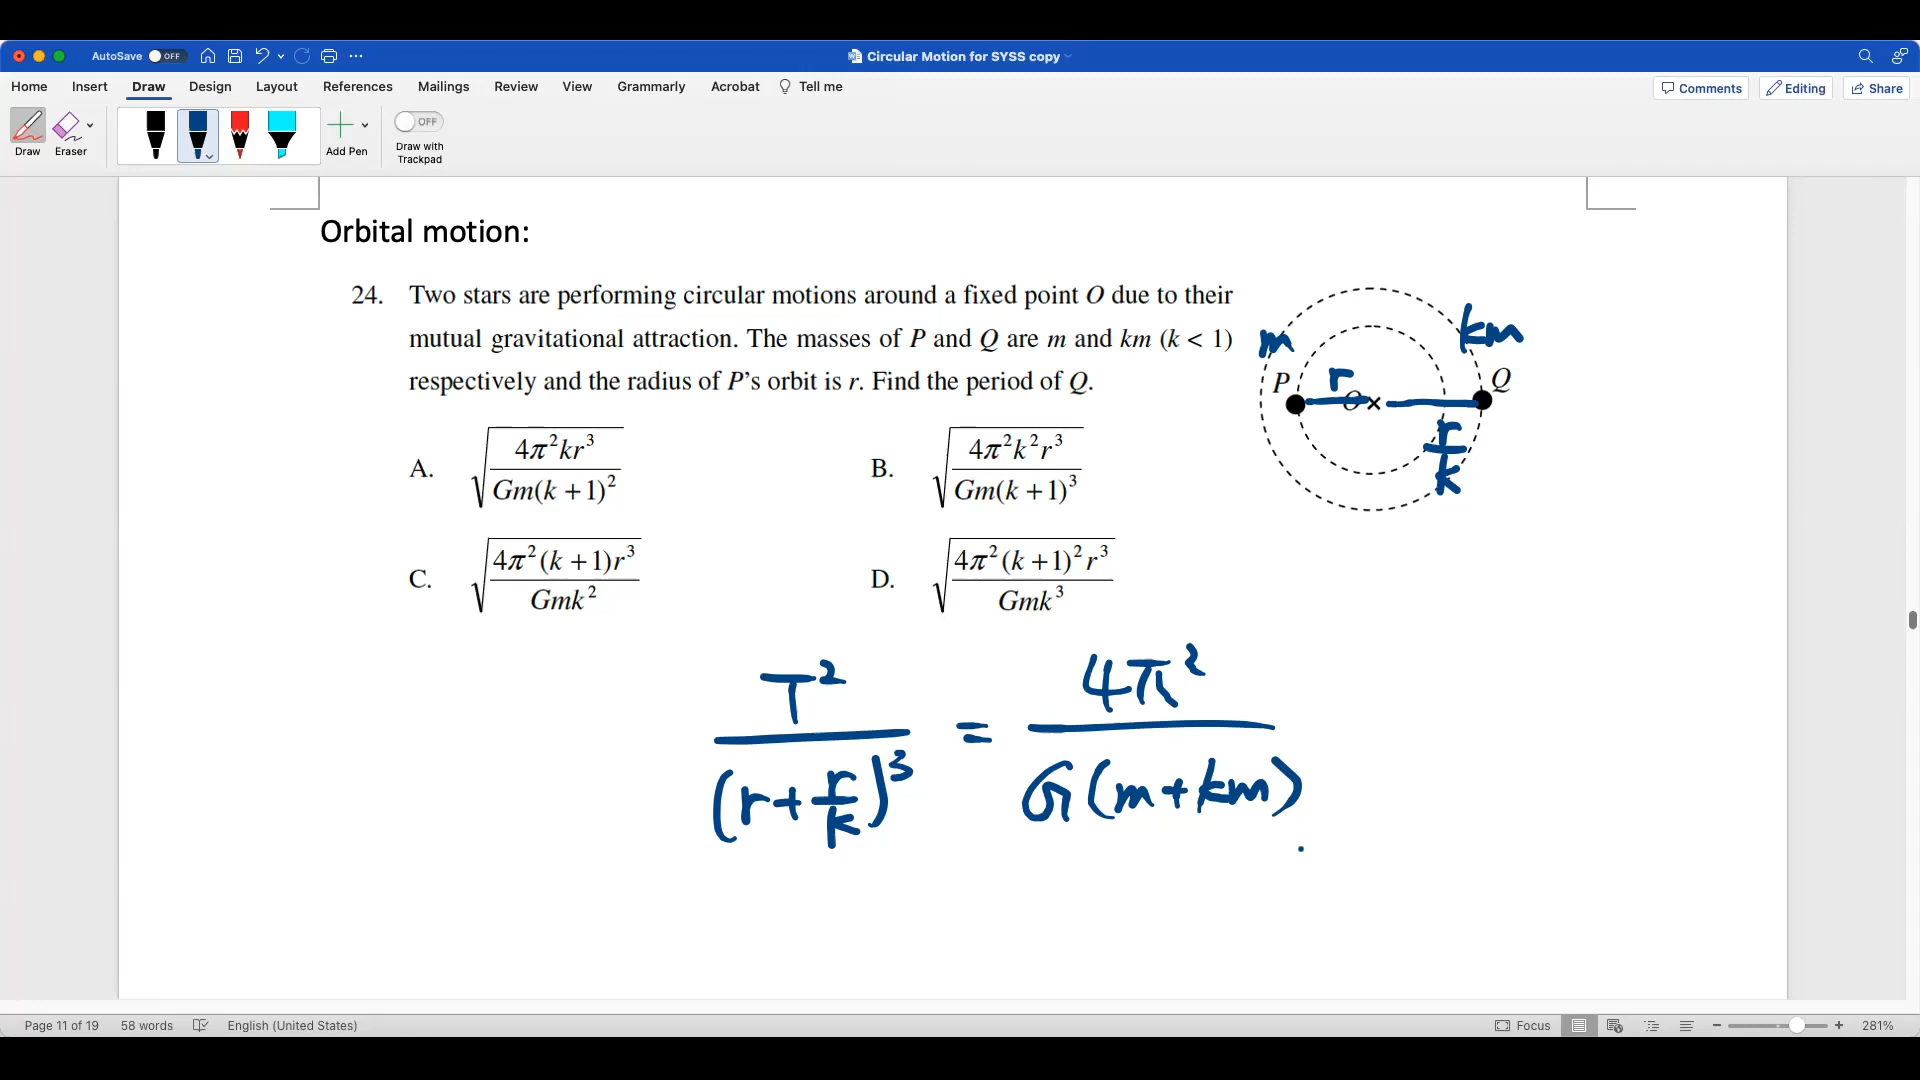 AutoSave OFF
Circular Motion for SYSS copy
Home Insert Draw Design Layout References Mailings Review View Grammarly Acrobat Tell me
Comments Editing Share
OFF
Draw Eraser Add Pen Draw with Trackpad
Orbital motion:
24. Two stars are performing circular motions around a fixed point O due to their
mutual gravitational attraction. The masses of P and Q are m and km (k < 1)
respectively and the radius of P's orbit is r. Find the period of Q.
m km
P r O × Q
r/k
A. √(4π²kr³ / Gm(k +1)²) B. √(4π²k²r³ / Gm(k +1)³)
C. √(4π²(k +1)r³ / Gmk²) D. √(4π²(k +1)²r³ / Gmk³)
T² / (r + r/k)³ = 4π² / G(m + km)
Page 11 of 19 58 words English (United States) Focus 281%